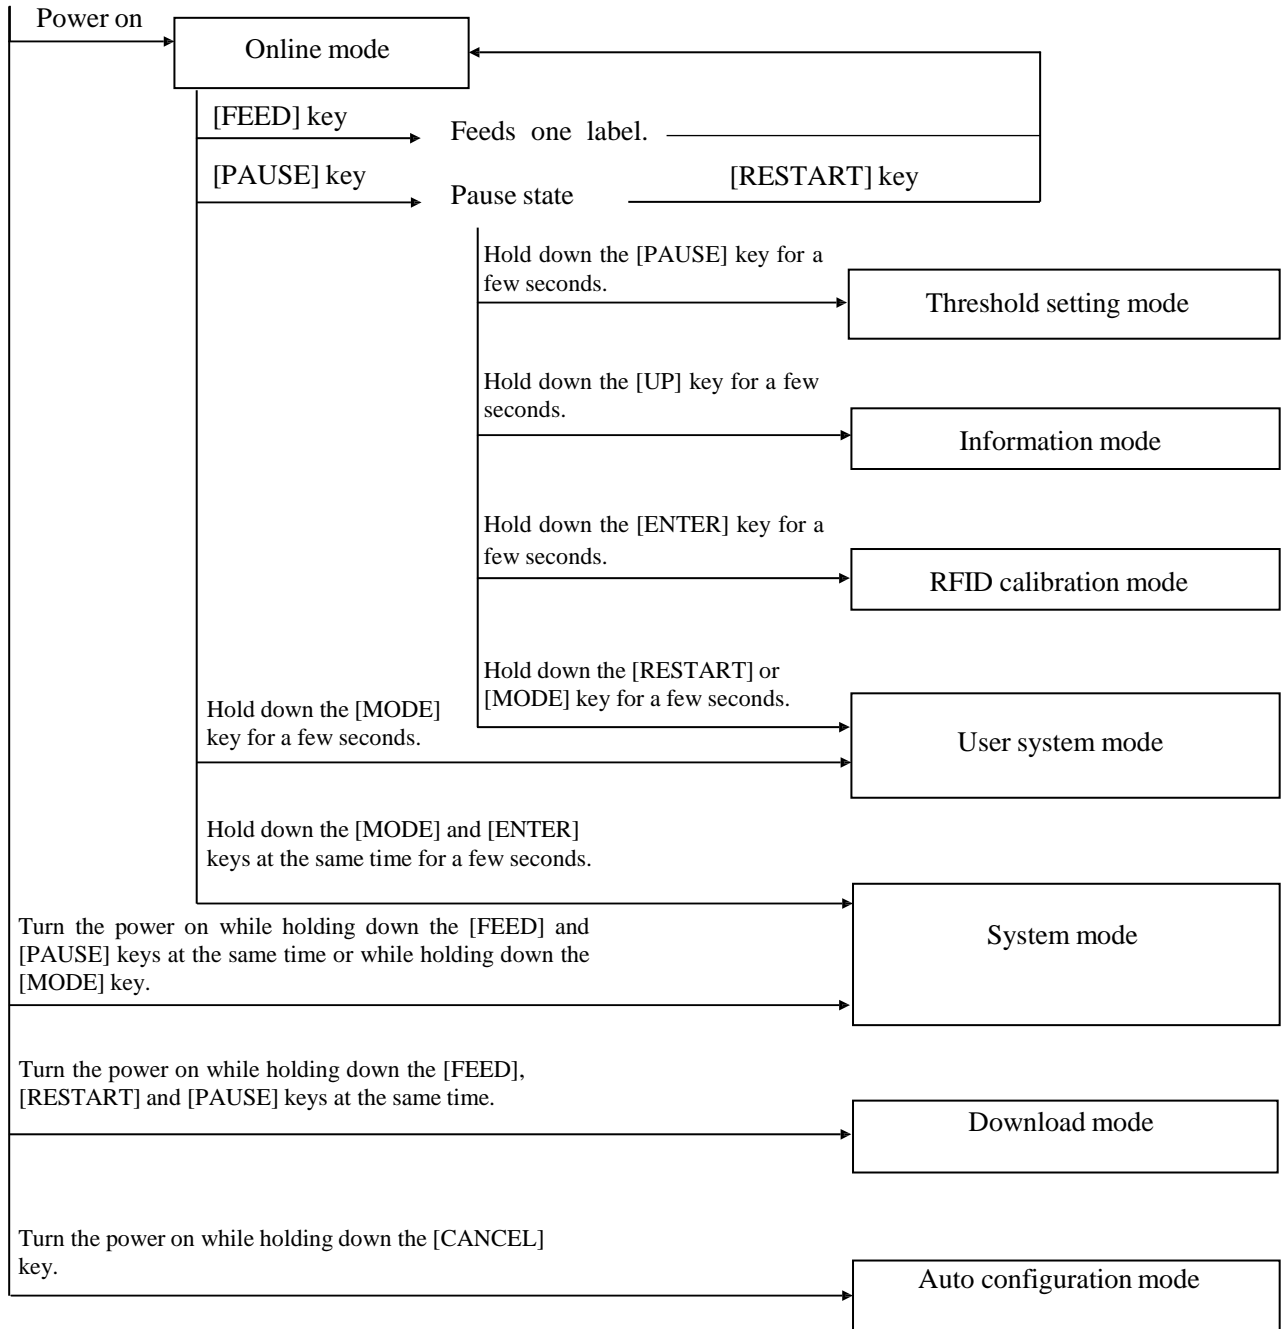 Power on
Online mode
[FEED] key
Feeds one label.
[PAUSE] key
Pause state
[RESTART] key
Hold down the [PAUSE] key for a
few seconds.
Threshold setting mode
Hold down the [UP] key for a few
seconds.
Information mode
Hold down the [ENTER] key for a
few seconds.
RFID calibration mode
Hold down the [RESTART] or
[MODE] key for a few seconds.
Hold down the [MODE]
key for a few seconds.
User system mode
Hold down the [MODE] and [ENTER]
keys at the same time for a few seconds.
Turn the power on while holding down the [FEED] and
[PAUSE] keys at the same time or while holding down the
[MODE] key.
System mode
Turn the power on while holding down the [FEED],
[RESTART] and [PAUSE] keys at the same time.
Download mode
Turn the power on while holding down the [CANCEL]
key.
Auto configuration mode